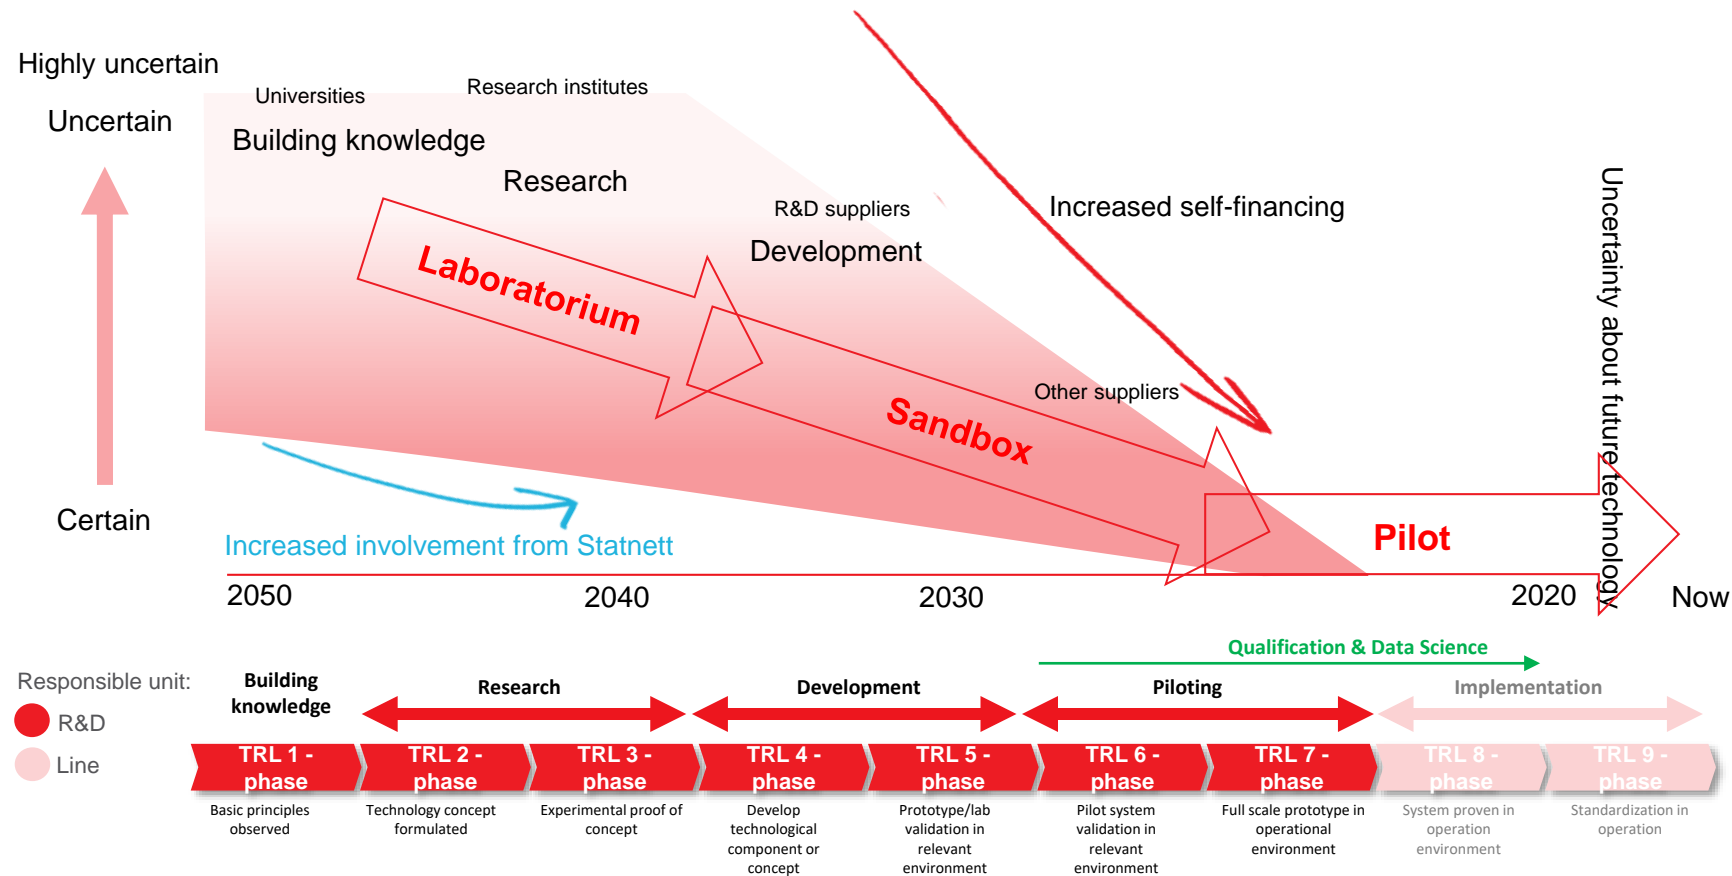 Highly uncertain
Uncertain
Certain
Universities
Research institutes
Building knowledge
Research
Laboratorium
R&D suppliers
Development
Increased self-financing
Sandbox
Other suppliers
Pilot
Uncertainty about future technology
Increased involvement from Statnett
2050
2040
2030
2020
Now
Qualification & Data Science
Responsible unit:
R&D
Line
Building
knowledge
Research
Development
Piloting
Implementation
TRL 1 -
phase
TRL 2 -
phase
TRL 3 -
phase
TRL 4 -
phase
TRL 5 -
phase
TRL 6 -
phase
TRL 7 -
phase
TRL 8 -
phase
TRL 9 -
phase
Basic principles
observed
Technology concept
formulated
Experimental proof of
concept
Develop
technological
component or
concept
Prototype/lab
validation in
relevant
environment
Pilot system
validation in
relevant
environment
Full scale prototype in
operational
environment
System proven in
operation
environment
Standardization in
operation